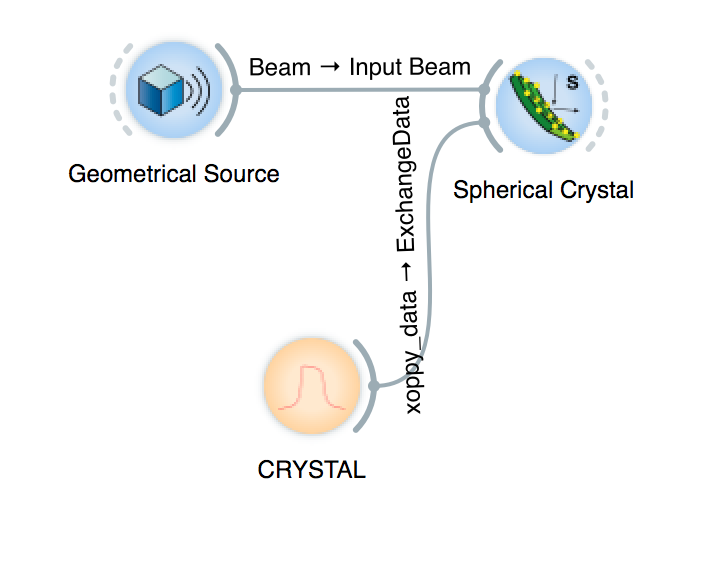 Beam → Input Beam
S
Geometrical Source
Spherical Crystal
xoppy_data → ExchangeData
CRYSTAL